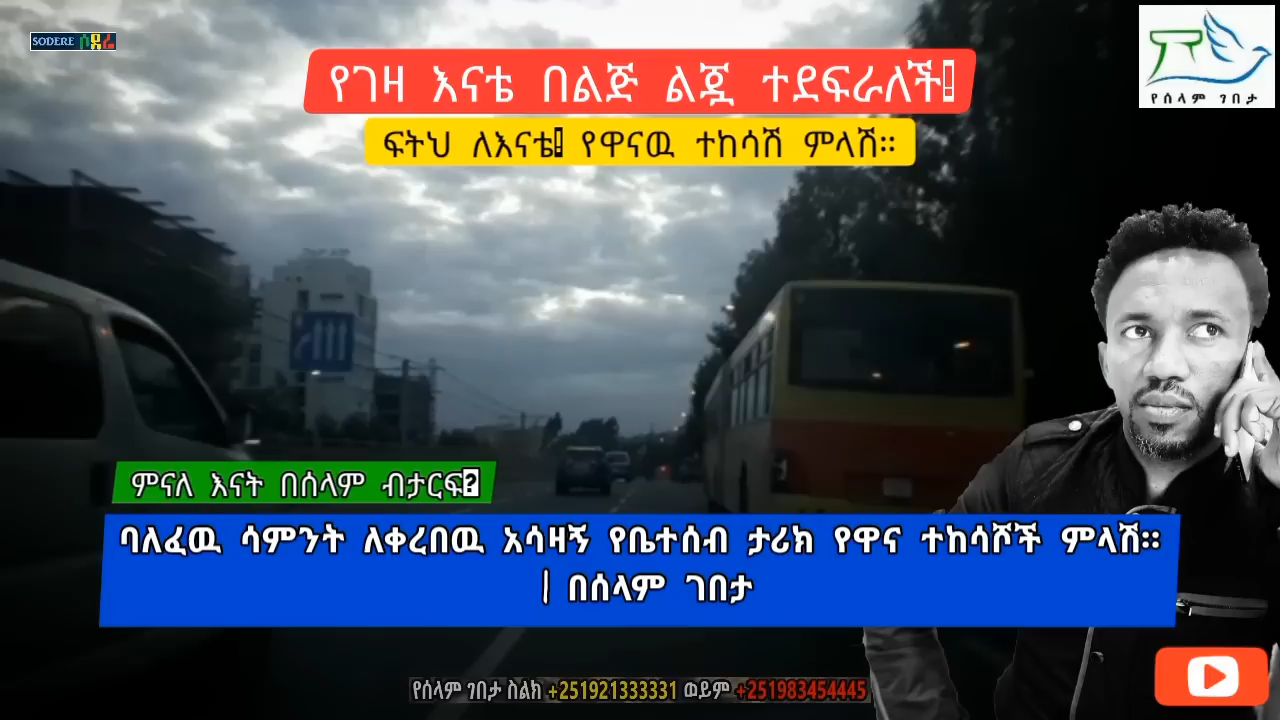 SODERE ሶደሬ
የሰላም ገበታ
የገዛ እናቴ በልጅ ልጇ ተደፍራለች
ፍትህ ለእናቴ የዋናዉ ተከሳሽ ምላሽ።
ምናለ እናት በሰላም ብታርፍ?
ባለፈዉ ሳምንት ለቀረበዉ አሳዛኝ የቤተሰብ ታሪክ የዋና ተከሳሾች ምላሽ።
| በሰላም ገበታ
የሰላም ገበታ ስልክ +251921333331 ወይም +251983454445